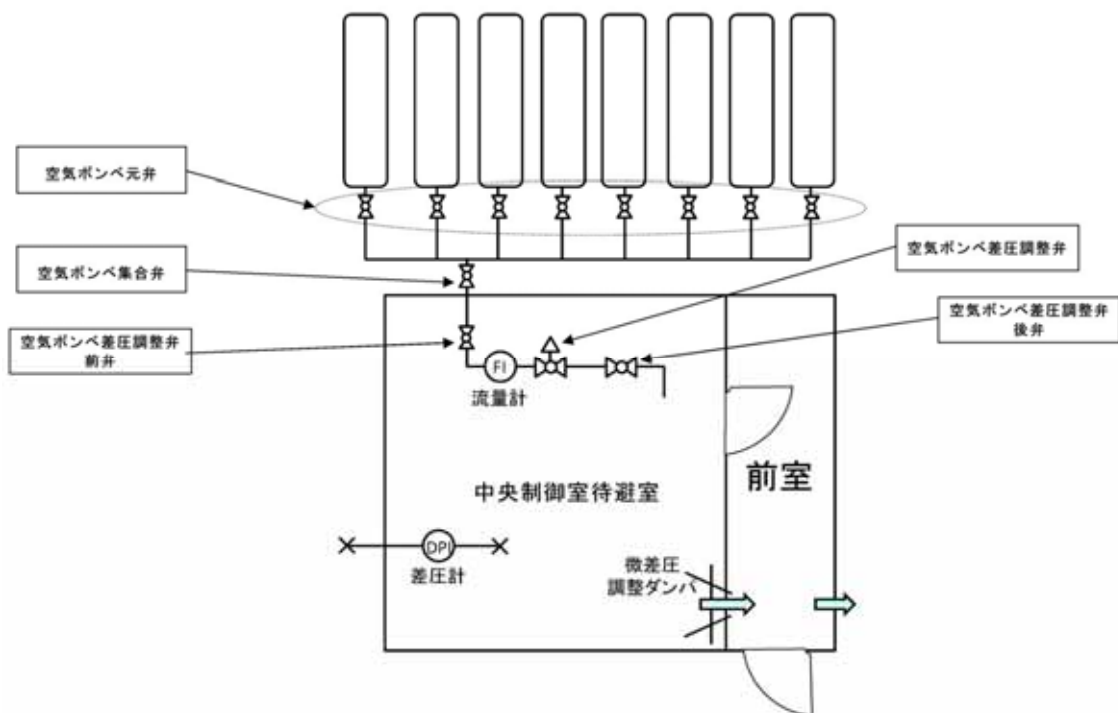 空気ボンベ元弁
空気ボンベ集合弁
空気ボンベ差圧調整弁
空気ボンベ差圧調整弁
前弁
空気ボンベ差圧調整弁
後弁
FI
流量計
前室
中央制御室待避室
DPI
差圧計
微差圧
調整ダンパ